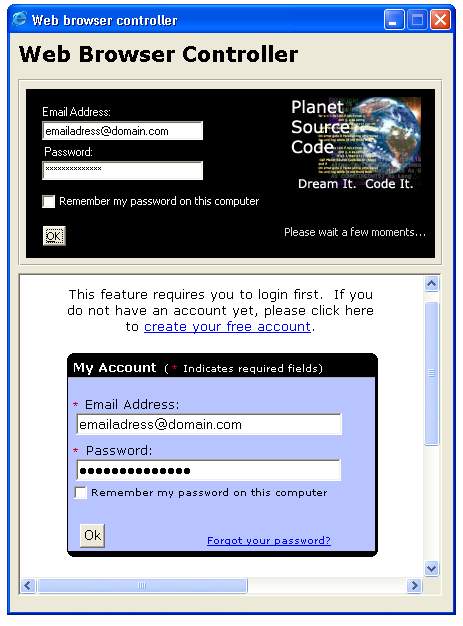 Web browser controller
Web Browser Controller
Email Address:
emailadress@domain.com
Password:
**************
Remember my password on this computer
OK
Planet
Source
Code
Dream It. Code It.
Please wait a few moments...
This feature requires you to login first. If you
do not have an account yet, please click here
to create your free account.
My Account ( * Indicates required fields)
* Email Address:
emailadress@domain.com
* Password:
●●●●●●●●●●●●●●
Remember my password on this computer
Ok
Forgot your password?